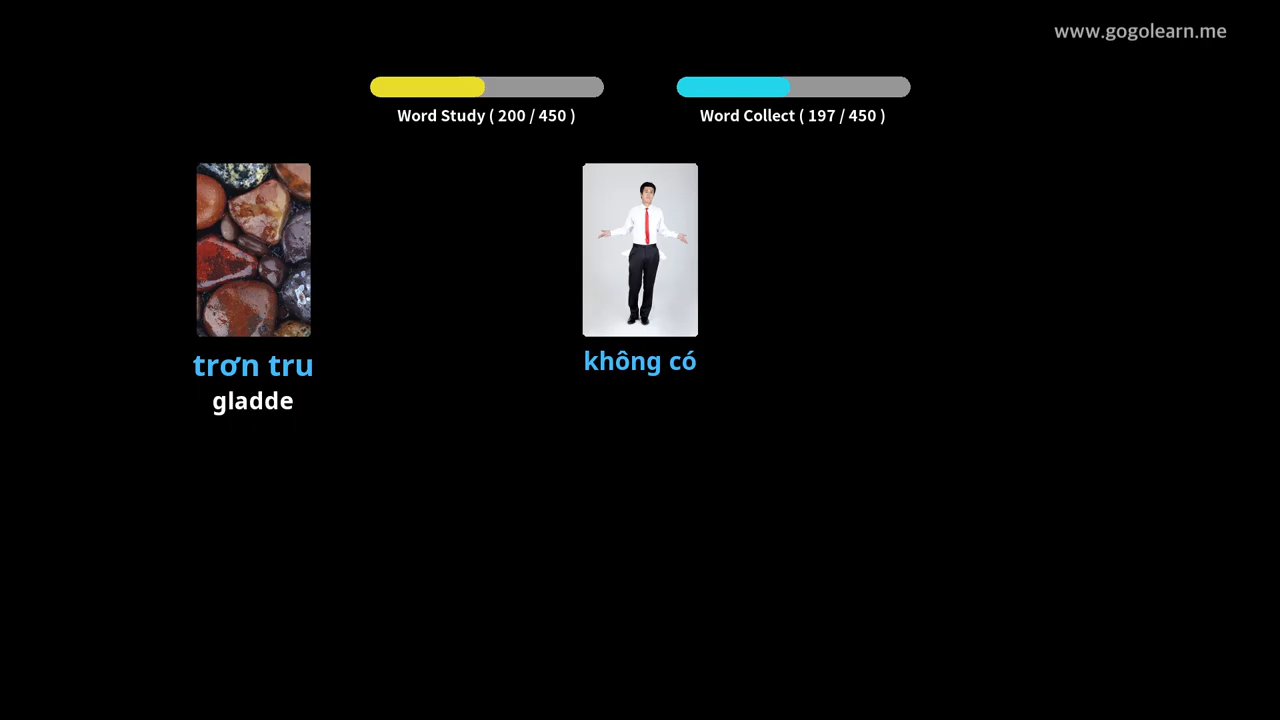 www.gogolearn.me
Word Study ( 200 / 450 )
Word Collect ( 197 / 450 )
trơn tru
gladde
không có